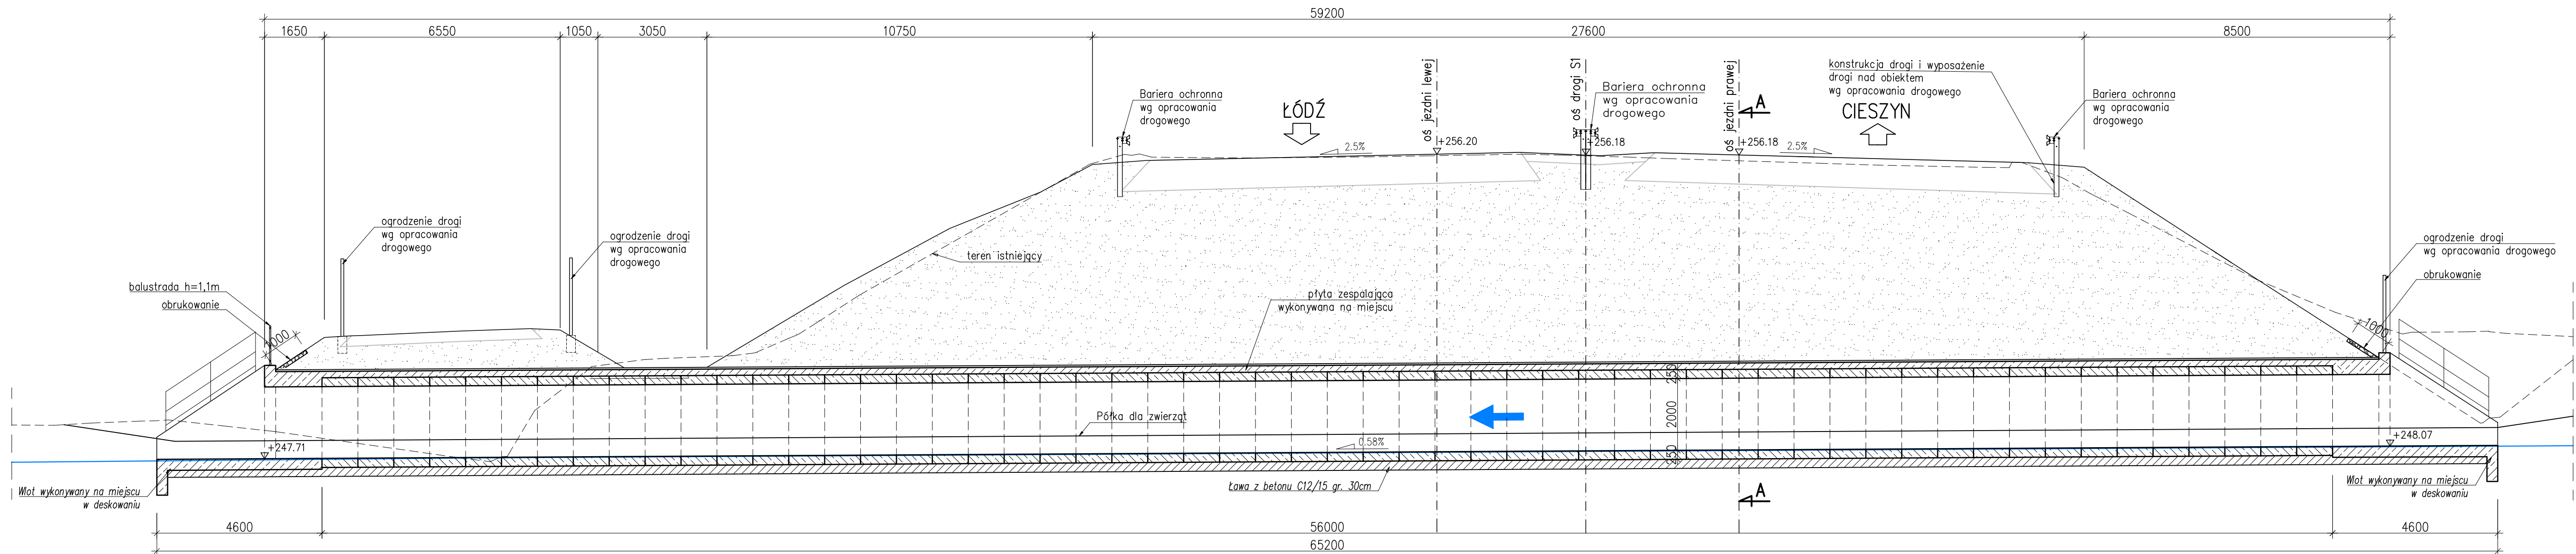 59200
1650
6550
1050
3050
10750
27600
8500
oś jezdni lewej
oś drogi S1
oś jezdni prawej
Bariera ochronna
wg opracowania
drogowego
ŁÓDŹ
Bariera ochronna
wg opracowania
drogowego
A
konstrukcja drogi i wyposażenie
drogi nad obiektem
wg opracowania drogowego
CIESZYN
Bariera ochronna
wg opracowania
drogowego
2.5%
+256.20
+256.18
+256.18
2.5%
ogrodzenie drogi
wg opracowania
drogowego
ogrodzenie drogi
wg opracowania
drogowego
teren istniejący
ogrodzenie drogi
wg opracowania drogowego
obrukowanie
balustrada h=1,1m
obrukowanie
1000
płyta zespalająca
wykonywana na miejscu
1000
250
2000
250
Półka dla zwierząt
+247.71
0.58%
+248.07
Wlot wykonywany na miejscu
w deskowaniu
Ława z betonu C12/15 gr. 30cm
A
Wlot wykonywany na miejscu
w deskowaniu
4600
56000
4600
65200